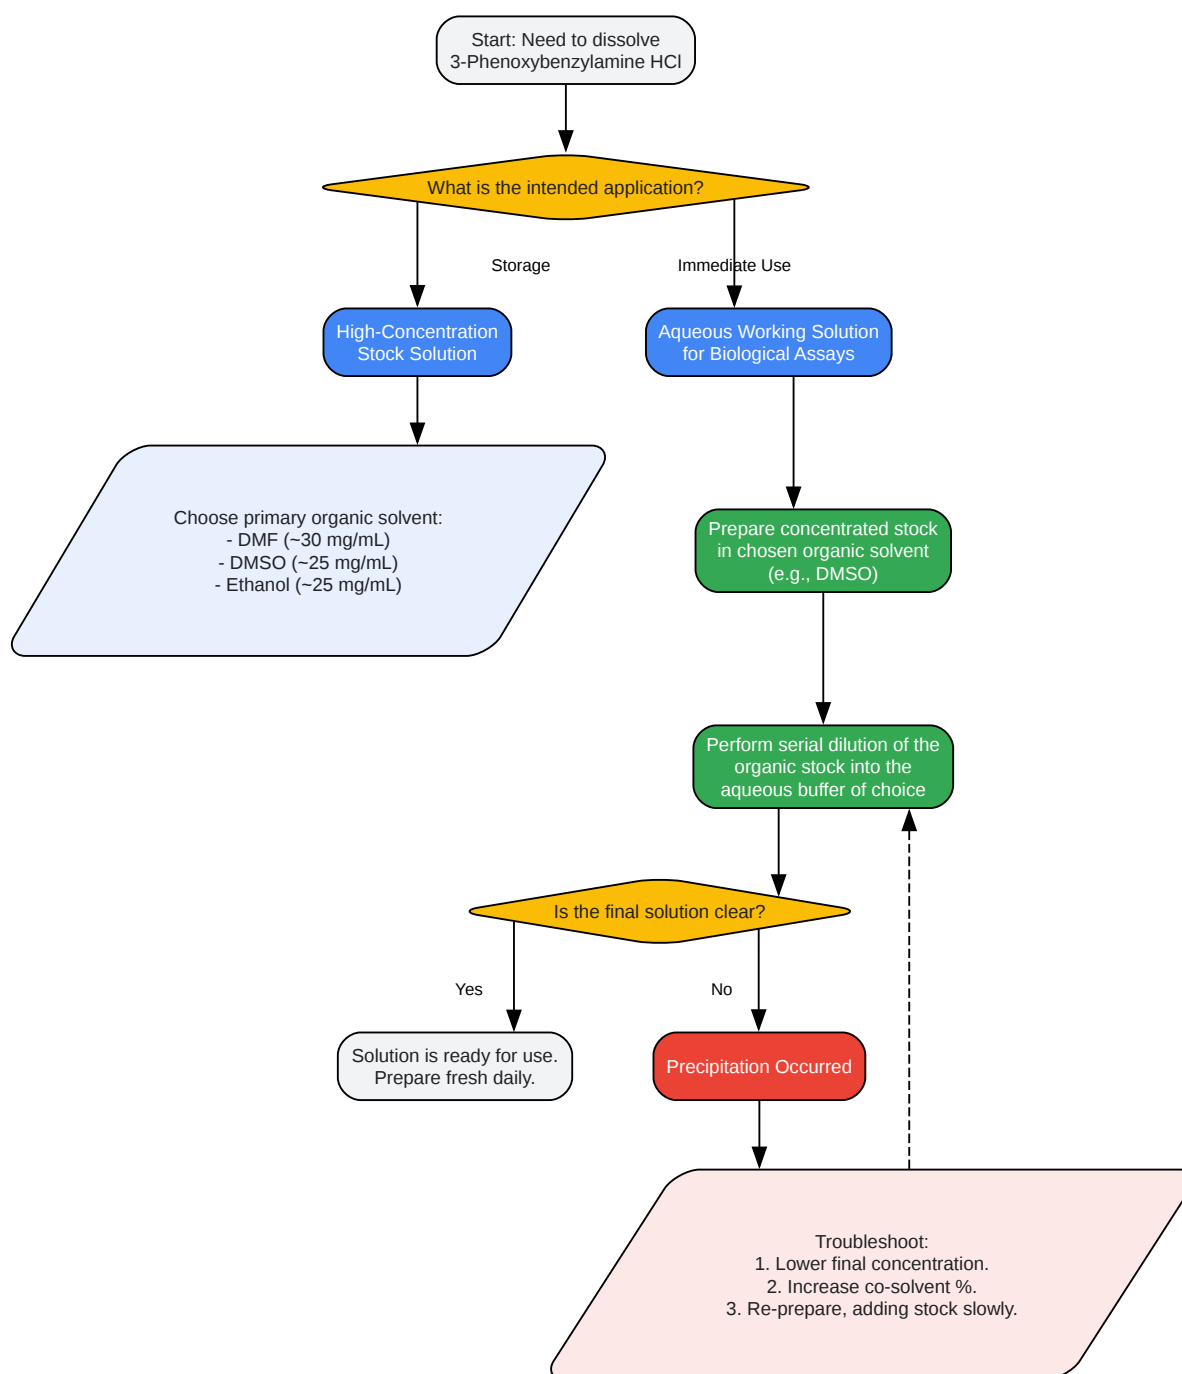 Start: Need to dissolve
3-Phenoxybenzylamine HCl
What is the intended application?
Storage
Immediate Use
High-Concentration
Stock Solution
Aqueous Working Solution
for Biological Assays
Choose primary organic solvent:
- DMF (~30 mg/mL)
- DMSO (~25 mg/mL)
- Ethanol (~25 mg/mL)
Prepare concentrated stock
in chosen organic solvent
(e.g., DMSO)
Perform serial dilution of the
organic stock into the
aqueous buffer of choice
Is the final solution clear?
Yes
No
Solution is ready for use.
Prepare fresh daily.
Precipitation Occurred
Troubleshoot:
1. Lower final concentration.
2. Increase co-solvent %.
3. Re-prepare, adding stock slowly.